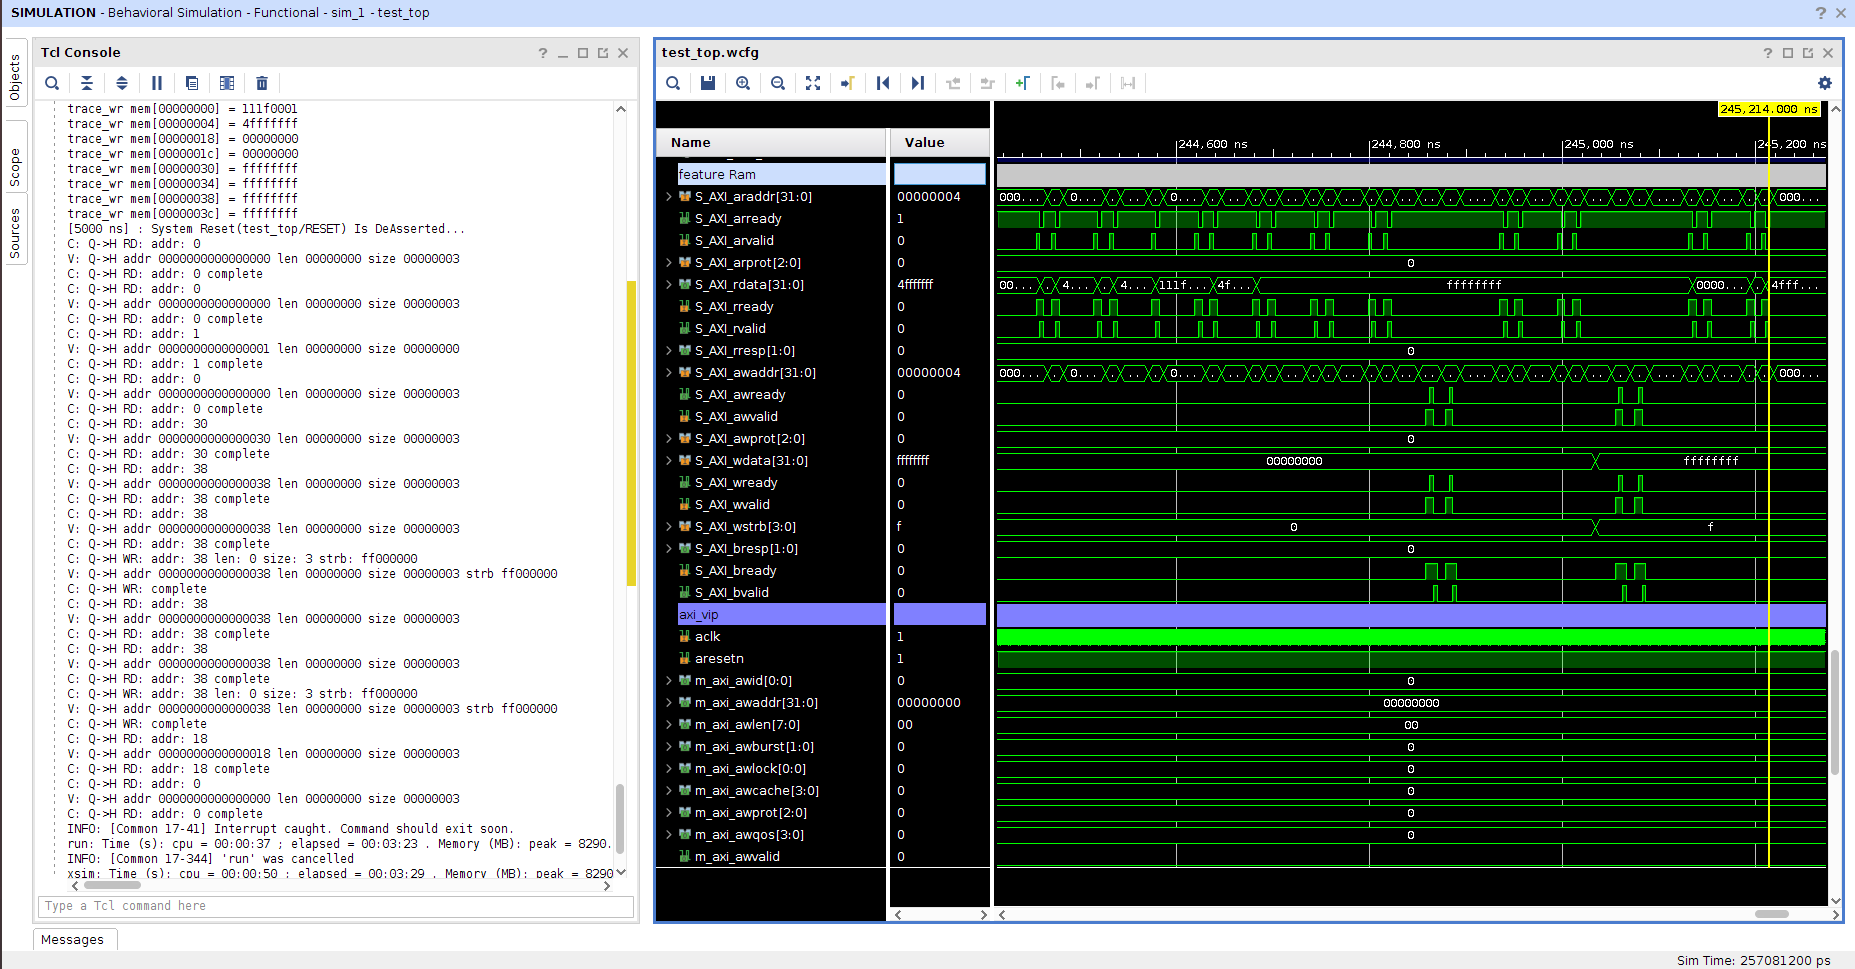 SIMULATION - Behavioral Simulation - Functional - sim_1 - test_top
Objects
Scope
Sources
Tcl Console
trace_wr mem[00000000] = 111f0001
trace_wr mem[00000004] = 4fffffff
trace_wr mem[00000018] = 00000000
trace_wr mem[0000001c] = 00000000
trace_wr mem[00000030] = ffffffff
trace_wr mem[00000034] = ffffffff
trace_wr mem[00000038] = ffffffff
trace_wr mem[0000003c] = ffffffff
[5000 ns] : System Reset(test_top/RESET) Is DeAsserted...
C: Q->H RD: addr: 0
V: Q->H addr 0000000000000000 len 00000000 size 00000003
C: Q->H RD: addr: 0 complete
C: Q->H RD: addr: 0
V: Q->H addr 0000000000000000 len 00000000 size 00000003
C: Q->H RD: addr: 0 complete
C: Q->H RD: addr: 1
V: Q->H addr 0000000000000001 len 00000000 size 00000000
C: Q->H RD: addr: 1 complete
C: Q->H RD: addr: 0
V: Q->H addr 0000000000000000 len 00000000 size 00000003
C: Q->H RD: addr: 0 complete
C: Q->H RD: addr: 30
V: Q->H addr 0000000000000030 len 00000000 size 00000003
C: Q->H RD: addr: 30 complete
C: Q->H RD: addr: 38
V: Q->H addr 0000000000000038 len 00000000 size 00000003
C: Q->H RD: addr: 38 complete
C: Q->H RD: addr: 38
V: Q->H addr 0000000000000038 len 00000000 size 00000003
C: Q->H RD: addr: 38 complete
C: Q->H WR: addr: 38 len: 0 size: 3 strb: ff000000
V: Q->H addr 0000000000000038 len 00000000 size 00000003 strb ff000000
C: Q->H WR: complete
C: Q->H RD: addr: 38
V: Q->H addr 0000000000000038 len 00000000 size 00000003
C: Q->H RD: addr: 38 complete
C: Q->H RD: addr: 38
V: Q->H addr 0000000000000038 len 00000000 size 00000003
C: Q->H RD: addr: 38 complete
C: Q->H WR: addr: 38 len: 0 size: 3 strb: ff000000
V: Q->H addr 0000000000000038 len 00000000 size 00000003 strb ff000000
C: Q->H WR: complete
C: Q->H RD: addr: 18
V: Q->H addr 0000000000000018 len 00000000 size 00000003
C: Q->H RD: addr: 18 complete
C: Q->H RD: addr: 0
V: Q->H addr 0000000000000000 len 00000000 size 00000003
C: Q->H RD: addr: 0 complete
INFO: [Common 17-41] Interrupt caught. Command should exit soon.
run: Time (s): cpu = 00:00:37 ; elapsed = 00:03:23 . Memory (MB): peak = 8290.
INFO: [Common 17-344] 'run' was cancelled
xsim: Time (s): cpu = 00:00:50 ; elapsed = 00:03:29 . Memory (MB): peak = 8290
Type a Tcl command here
Messages
test_top.wcfg
245,214.000 ns
Name Value
244,600 ns 244,800 ns 245,000 ns 245,200 ns
feature Ram
S_AXI_araddr[31:0] 00000004 000... 0... 0... 000...
S_AXI_arready 1
S_AXI_arvalid 0
S_AXI_arprot[2:0] 0 0
S_AXI_rdata[31:0] 4fffffff 00... 4... 4... 111f... 4f... ffffffff 0000... 4fff...
S_AXI_rready 0
S_AXI_rvalid 0
S_AXI_rresp[1:0] 0 0
S_AXI_awaddr[31:0] 00000004 000... 0... 0... 000...
S_AXI_awready 0
S_AXI_awvalid 0
S_AXI_awprot[2:0] 0 0
S_AXI_wdata[31:0] ffffffff 00000000 ffffffff
S_AXI_wready 0
S_AXI_wvalid 0
S_AXI_wstrb[3:0] f 0 f
S_AXI_bresp[1:0] 0 0
S_AXI_bready 0
S_AXI_bvalid 0
axi_vip
aclk 1
aresetn 1
m_axi_awid[0:0] 0 0
m_axi_awaddr[31:0] 00000000 00000000
m_axi_awlen[7:0] 00 00
m_axi_awburst[1:0] 0 0
m_axi_awlock[0:0] 0 0
m_axi_awcache[3:0] 0 0
m_axi_awprot[2:0] 0 0
m_axi_awqos[3:0] 0 0
m_axi_awvalid 0
Sim Time: 257081200 ps